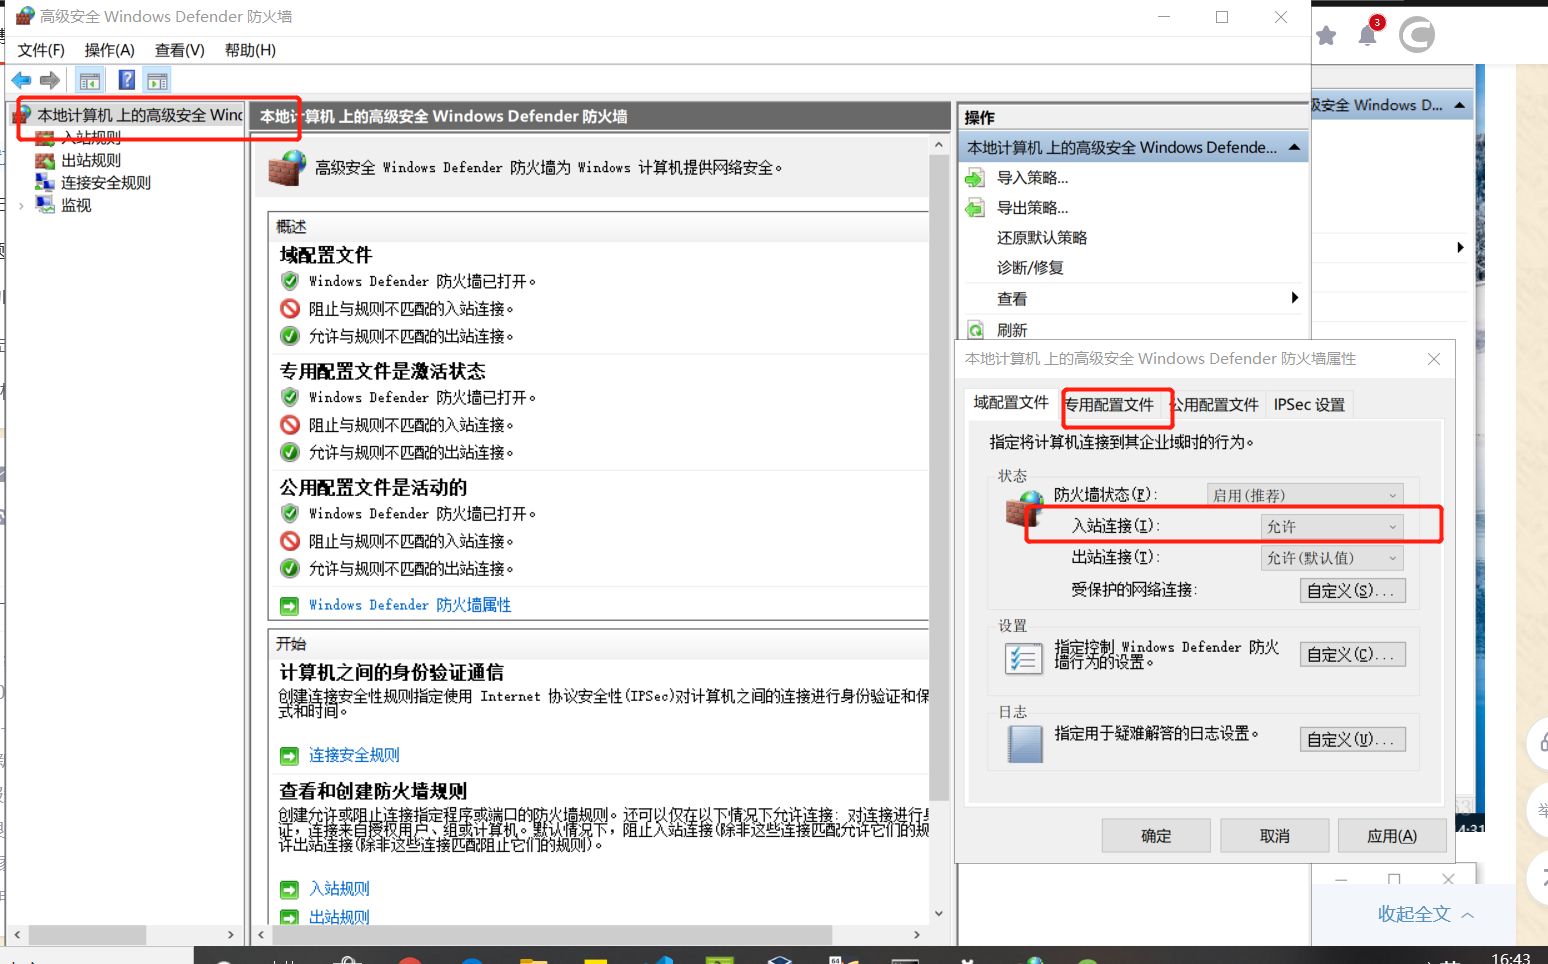 高级安全 Windows Defender 防火墙
文件(F) 操作(A) 查看(V) 帮助(H)
3
本地计算机 上的高级安全 Wind
入站规则
出站规则
连接安全规则
监视
本地计算机 上的高级安全 Windows Defender 防火墙
高级安全 Windows Defender 防火墙为 Windows 计算机提供网络安全。
概述
域配置文件
Windows Defender 防火墙已打开。
阻止与规则不匹配的入站连接。
允许与规则不匹配的出站连接。
专用配置文件是激活状态
Windows Defender 防火墙已打开。
阻止与规则不匹配的入站连接。
允许与规则不匹配的出站连接。
公用配置文件是活动的
Windows Defender 防火墙已打开。
阻止与规则不匹配的入站连接。
允许与规则不匹配的出站连接。
Windows Defender 防火墙属性
开始
计算机之间的身份验证通信
创建连接安全性规则指定使用 Internet 协议安全性(IPSec)对计算机之间的连接进行身份验证和保
式和时间。
连接安全规则
查看和创建防火墙规则
创建允许或阻止连接指定程序或端口的防火墙规则。还可以仅在以下情况下允许连接: 对连接进行身
证, 连接来自授权用户、组或计算机。默认情况下, 阻止入站连接(除非这些连接匹配允许它们的规
许出站连接(除非这些连接匹配阻止它们的规则)。
入站规则
出站规则
操作
本地计算机 上的高级安全 Windows Defende...
导入策略...
导出策略...
还原默认策略
诊断/修复
查看
刷新
安全 Windows D...
本地计算机 上的高级安全 Windows Defender 防火墙属性
域配置文件 专用配置文件 公用配置文件 IPSec 设置
指定将计算机连接到其企业域时的行为。
状态
防火墙状态(F): 启用(推荐)
入站连接(I): 允许
出站连接(T): 允许(默认值)
受保护的网络连接: 自定义(S)...
设置
指定控制 Windows Defender 防火
墙行为的设置。
自定义(C)...
日志
指定用于疑难解答的日志设置。
自定义(U)...
确定 取消 应用(A)
4:31
收起全文
16:43